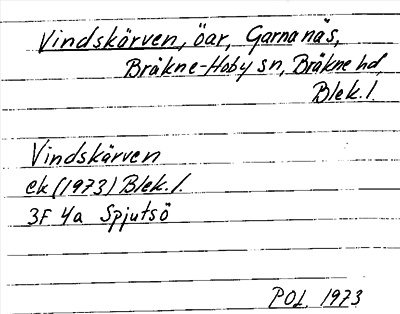 Vindskärven, öar, Garnanäs,
Bräkne-Hoby sn, Bräkne hd,
Blek. l.
Vindskärven
ek (1973) Blek. l.
3F 4a Spjutsö
POL 1973